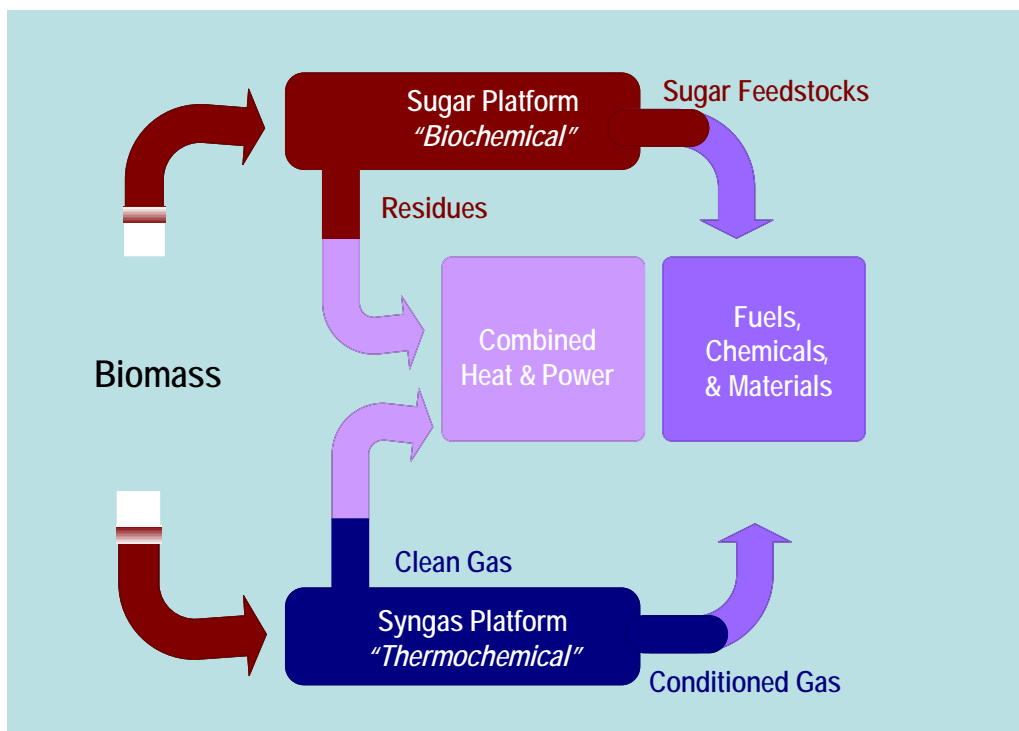 Sugar Platform
“Biochemical”
Sugar Feedstocks
Residues
Combined
Heat & Power
Fuels,
Chemicals,
& Materials
Biomass
Clean Gas
Syngas Platform
“Thermochemical”
Conditioned Gas